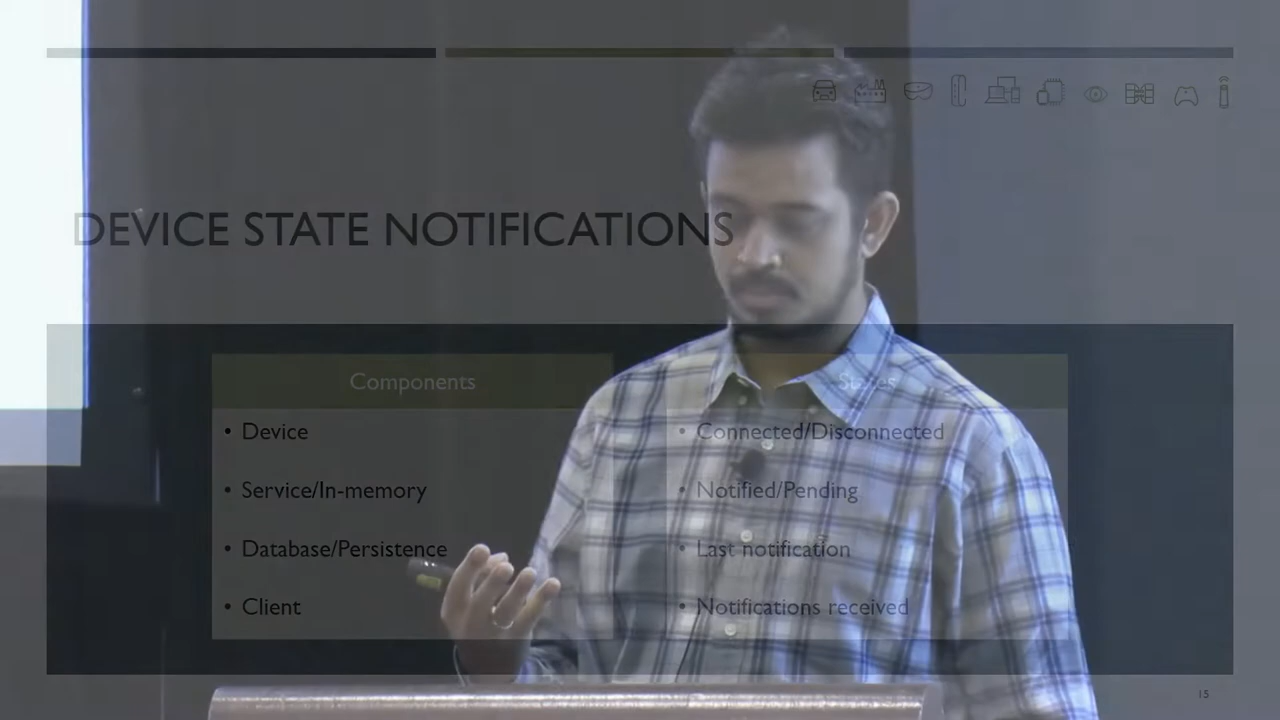 DEVICE STATE NOTIFICATIONS
Components
States
• Device
• Connected/Disconnected
• Service/In-memory
• Notified/Pending
• Database/Persistence
• Last notification
• Client
• Notifications received
15